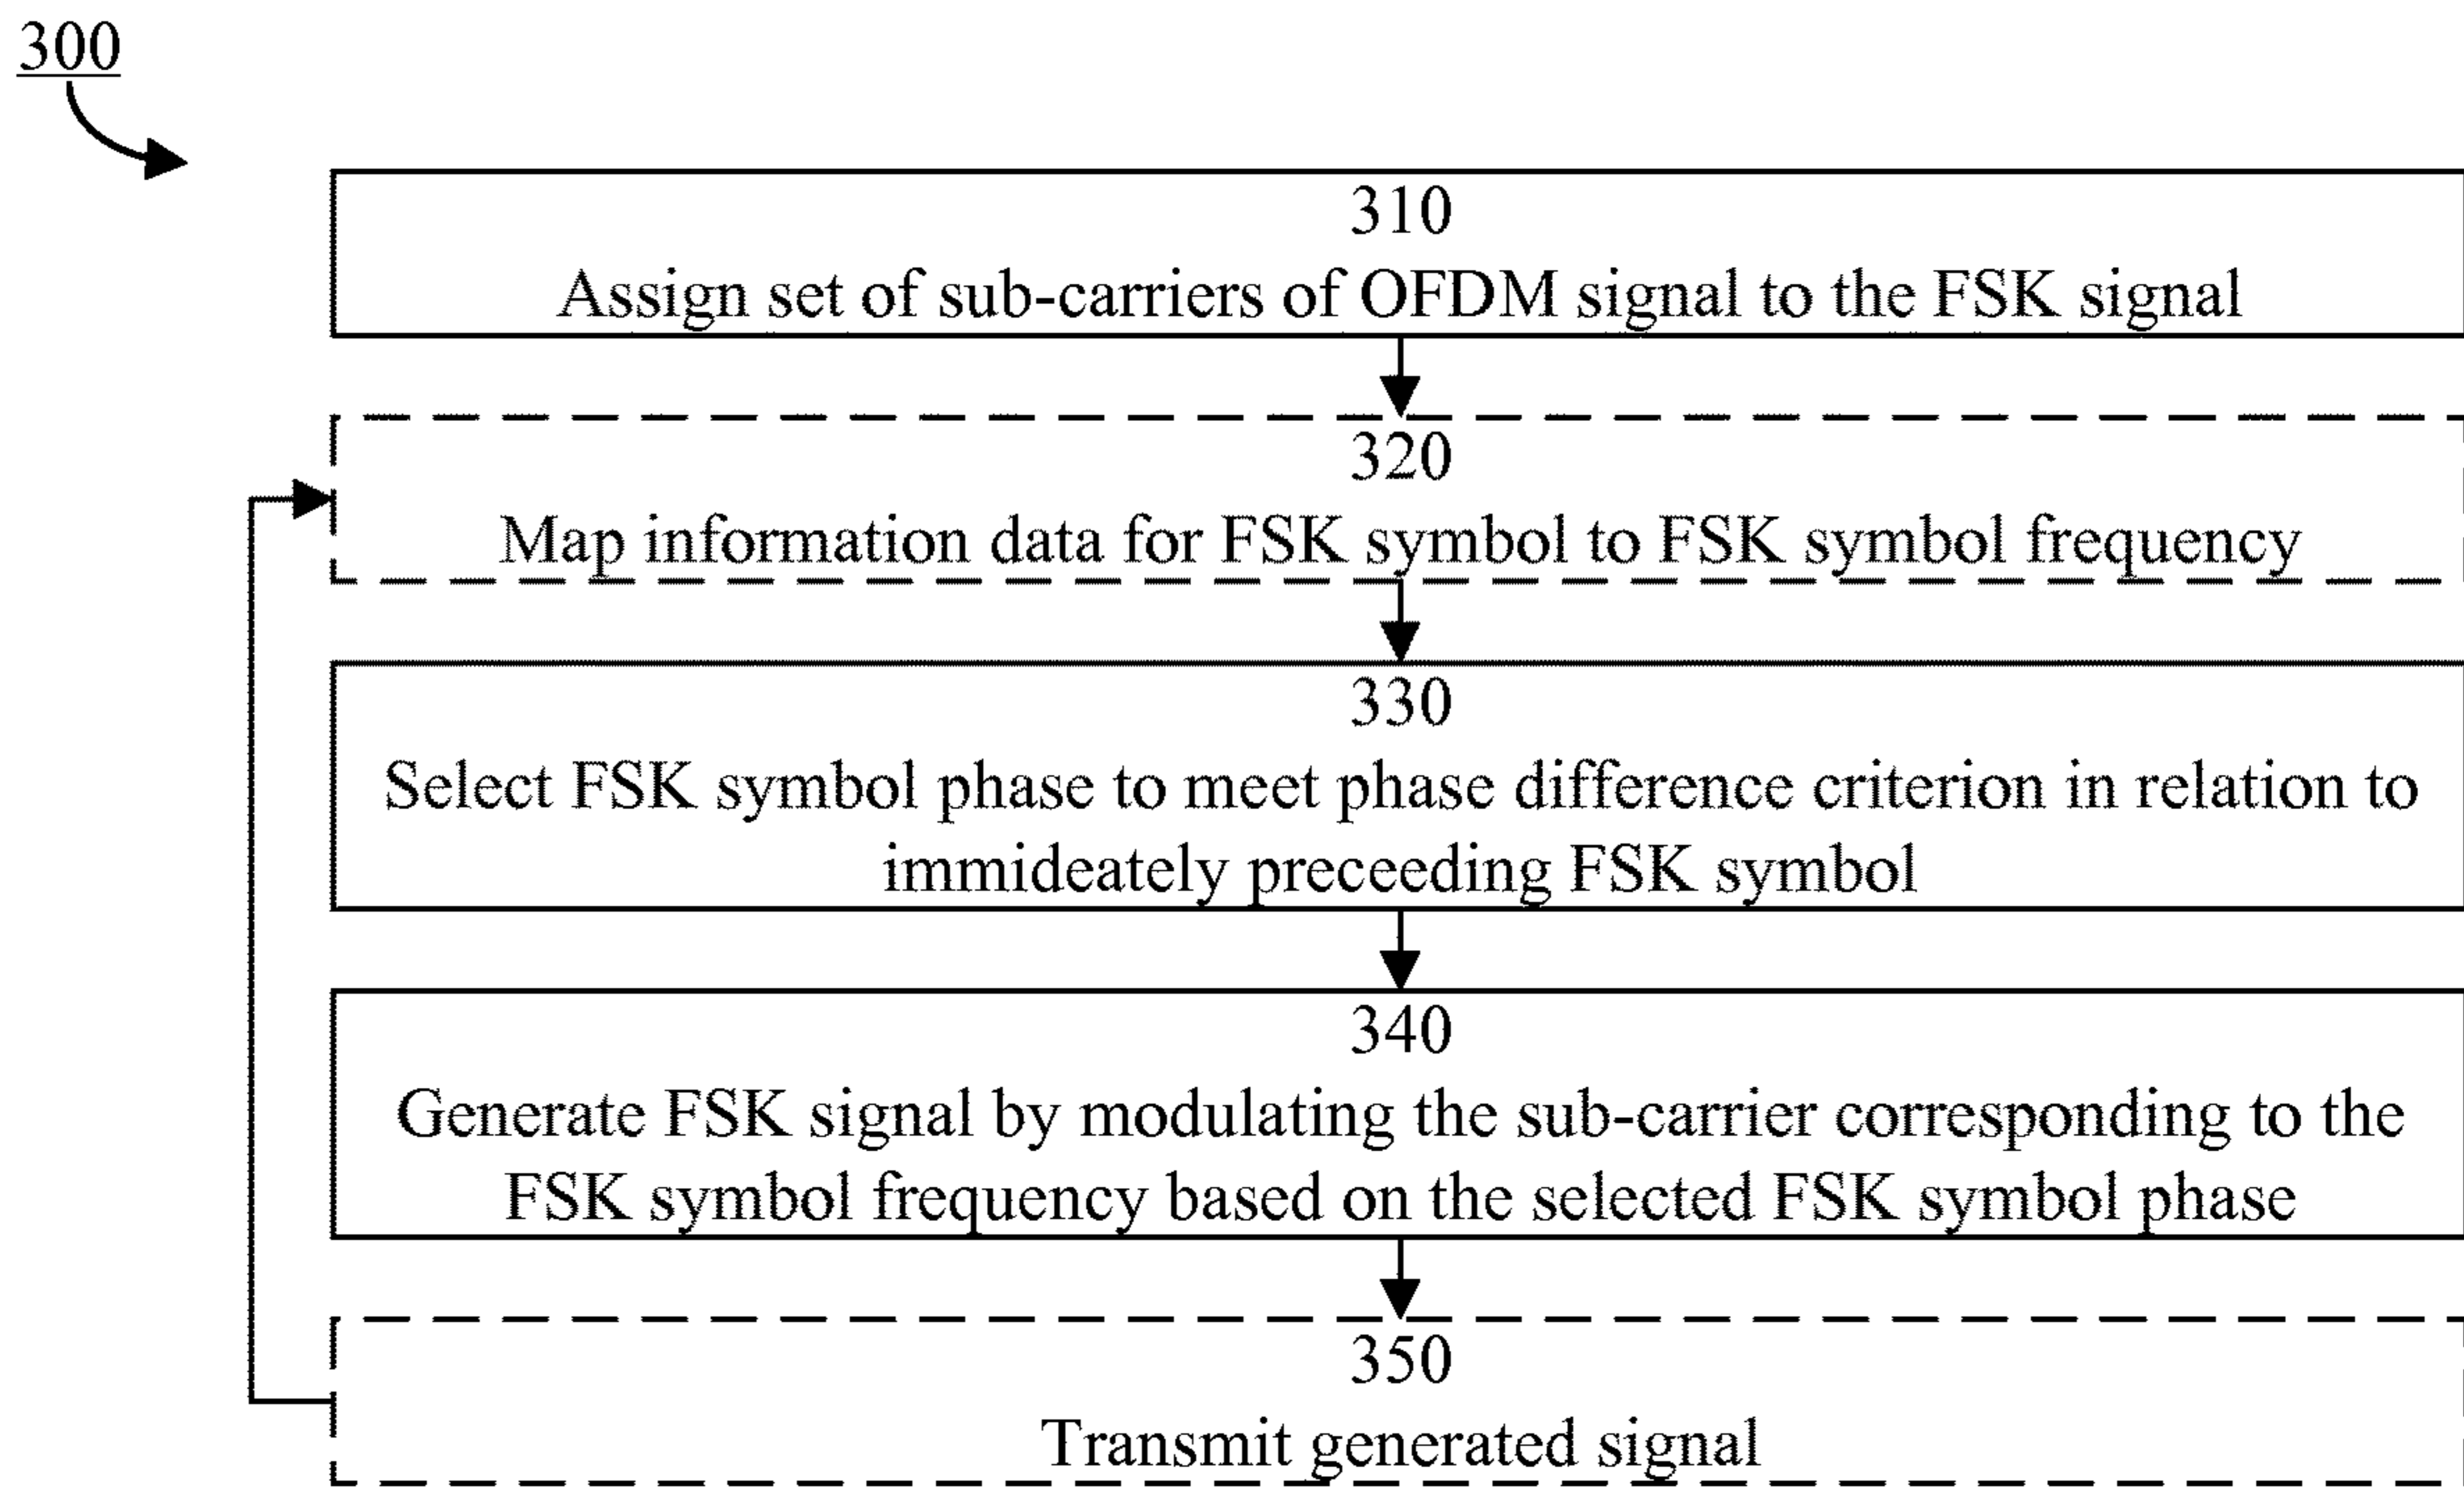 300
310
Assign set of sub-carriers of OFDM signal to the FSK signal
320
Map information data for FSK symbol to FSK symbol frequency
330
Select FSK symbol phase to meet phase difference criterion in relation to
immideately preceeding FSK symbol
340
Generate FSK signal by modulating the sub-carrier corresponding to the
FSK symbol frequency based on the selected FSK symbol phase
350
Transmit generated signal